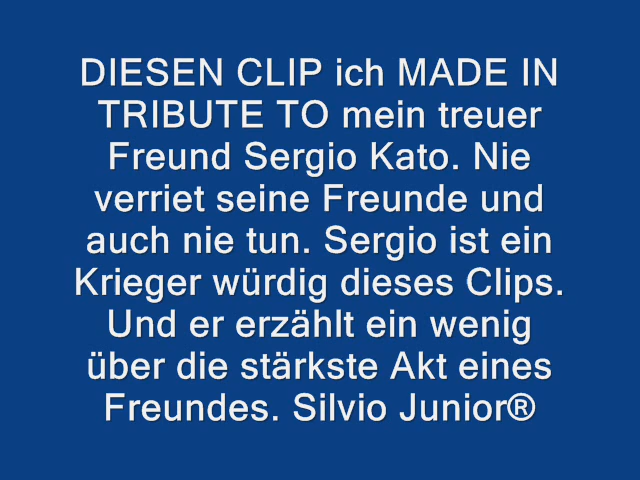 DIESEN CLIP ich MADE IN
TRIBUTE TO mein treuer
Freund Sergio Kato. Nie
verriet seine Freunde und
auch nie tun. Sergio ist ein
Krieger würdig dieses Clips.
Und er erzählt ein wenig
über die stärkste Akt eines
Freundes. Silvio Junior®